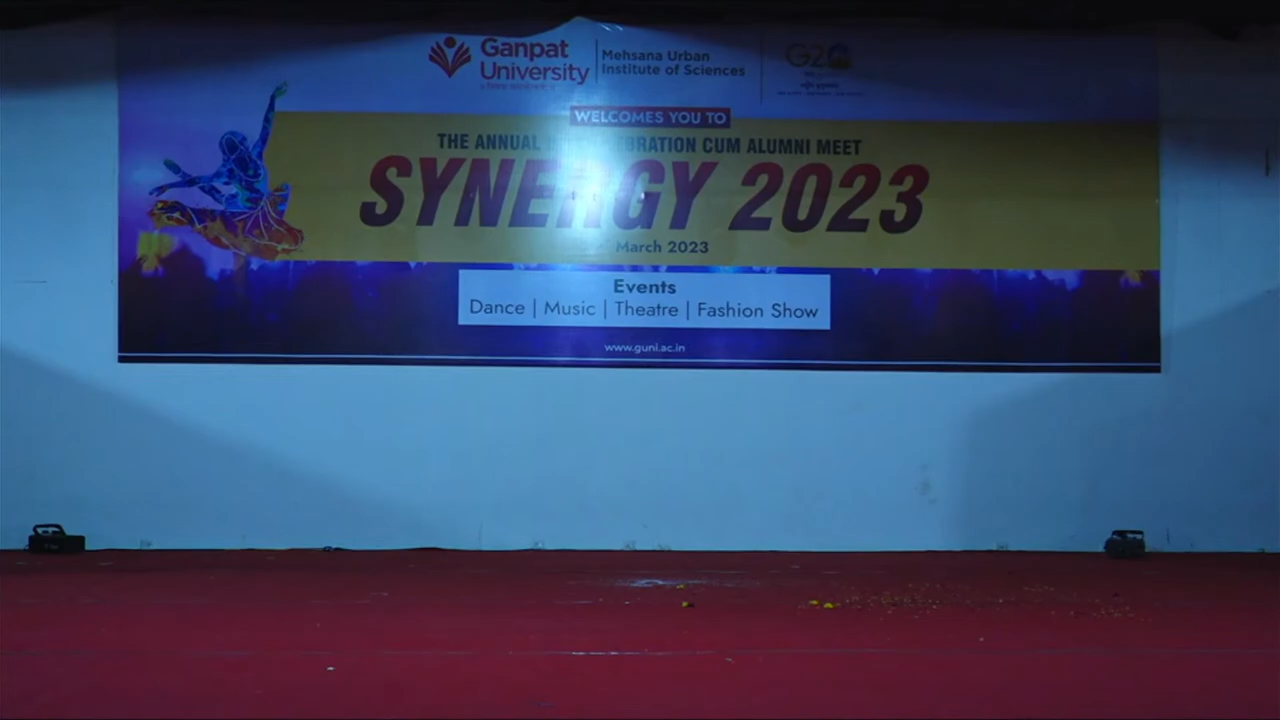 Ganpat
University
Mehsana Urban
Institute of Sciences
G20
WELCOMES YOU TO
THE ANNUAL CUM ALUMNI MEET
SYNERGY 2023
March 2023
Events
Dance | Music | Theatre | Fashion Show
www.guni.ac.in